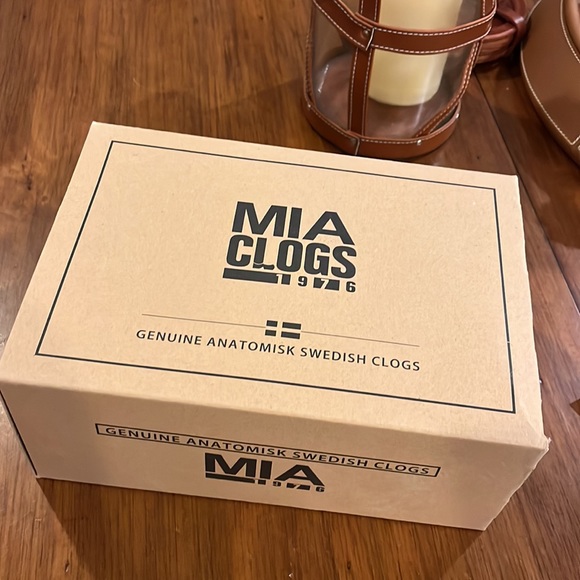 MIA
CLOGS
1976
GENUINE ANATOMISK SWEDISH CLOGS
GENUINE ANATOMISK SWEDISH CLOGS
MIA
1976